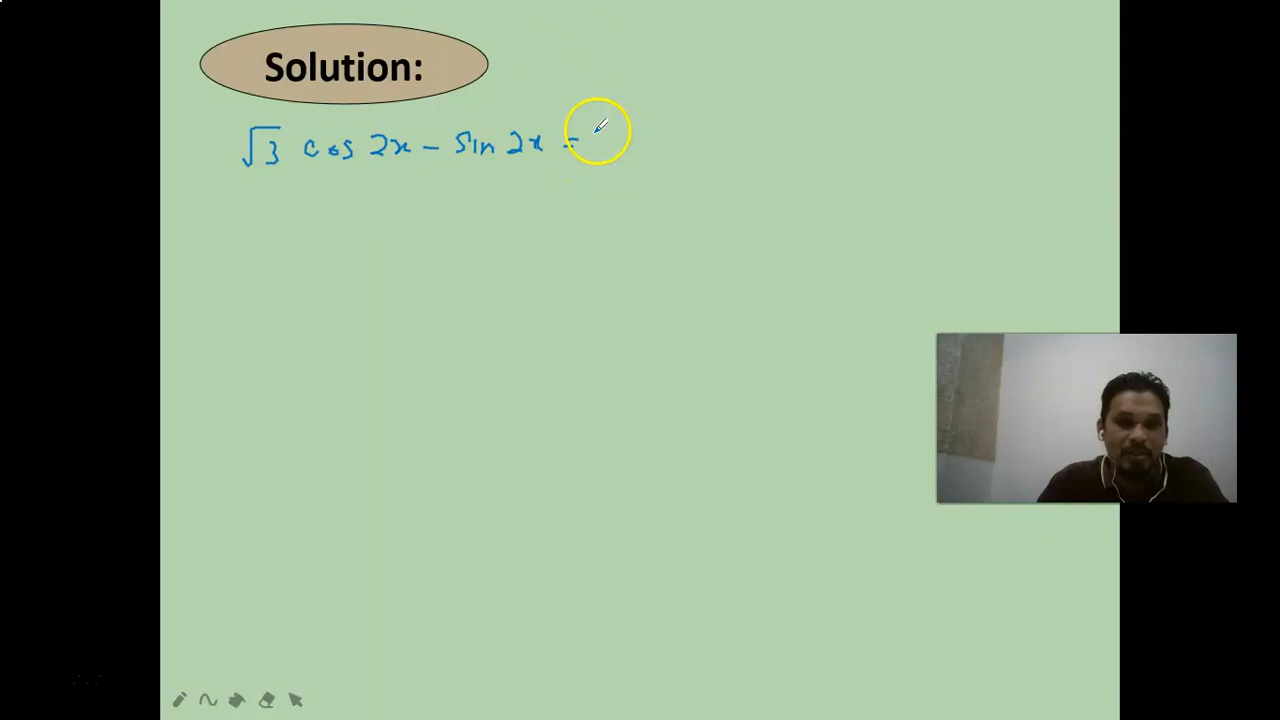 Solution:
√3 cos 2x - sin 2x =